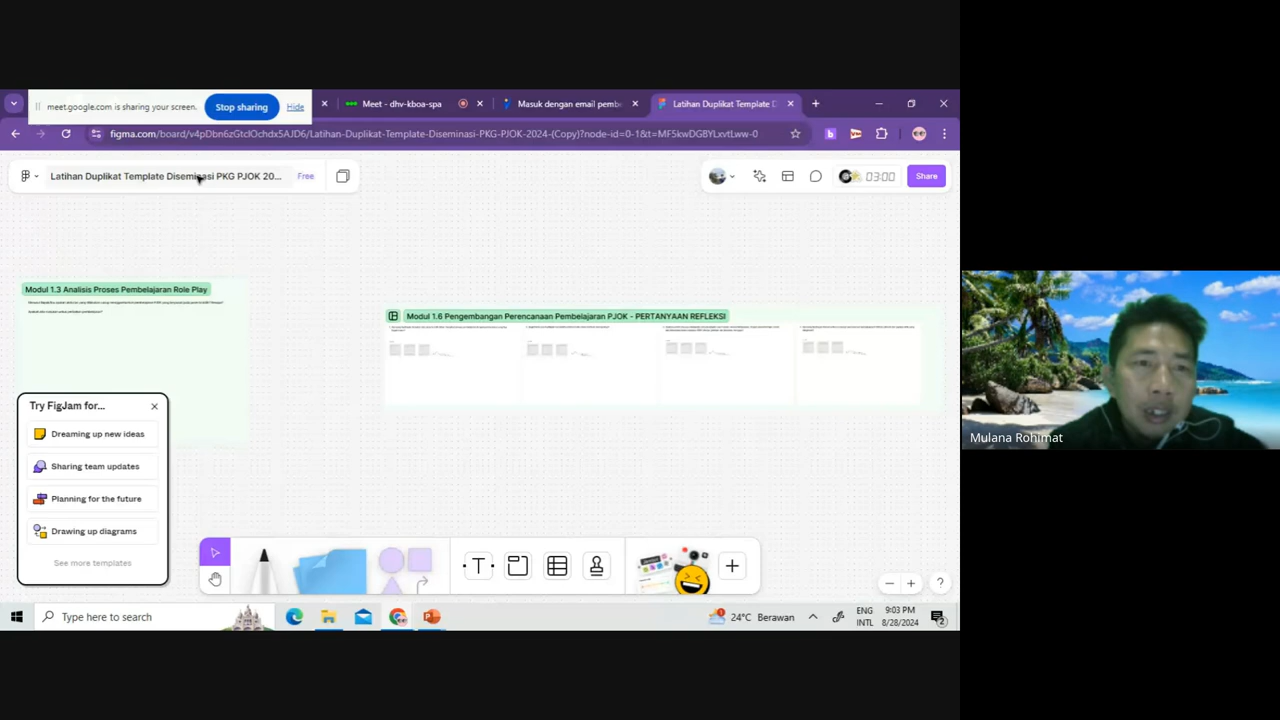 meet.google.com is sharing your screen.
Stop sharing
Hide
Meet - dhv-kboa-spa
Masuk dengan email pembe
Latihan Duplikat Template D
figma.com/board/v4pDbn6zGtclOchdx5AJD6/Latihan-Duplikat-Template-Diseminasi-PKG-PJOK-2024-(Copy)?node-id=0-1&t=MF5kwDGBYLxvtLww-0
Latihan Duplikat Template Diseminasi PKG PJOK 20...
Free
03:00
Share
Modul 1.3 Analisis Proses Pembelajaran Role Play
Modul 1.6 Pengembangan Perencanaan Pembelajaran PJOK - PERTANYAAN REFLEKSI
Try FigJam for...
Dreaming up new ideas
Sharing team updates
Planning for the future
Drawing up diagrams
See more templates
T
Mulana Rohimat
Type here to search
24°C Berawan
ENG
INTL
9:03 PM
8/28/2024
2